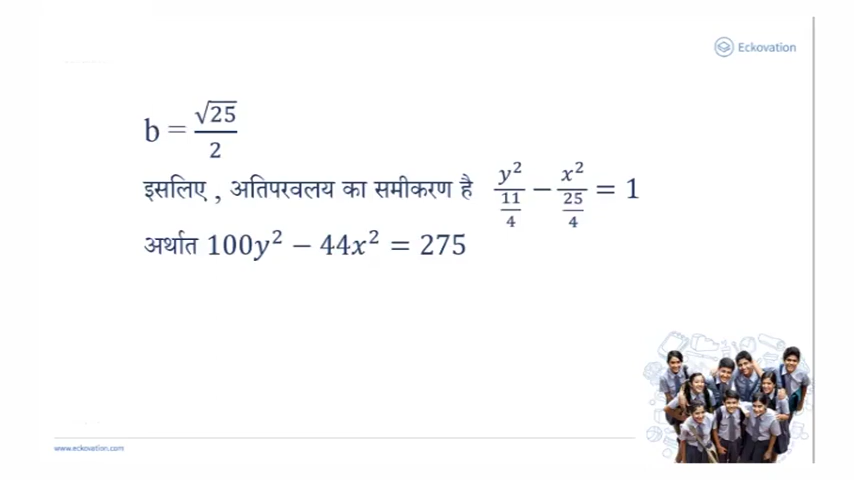 Eckovation
b = √25/2
इसलिए , अतिपरवलय का समीकरण है y²/(11/4) − x²/(25/4) = 1
अर्थात 100y² − 44x² = 275
www.eckovation.com